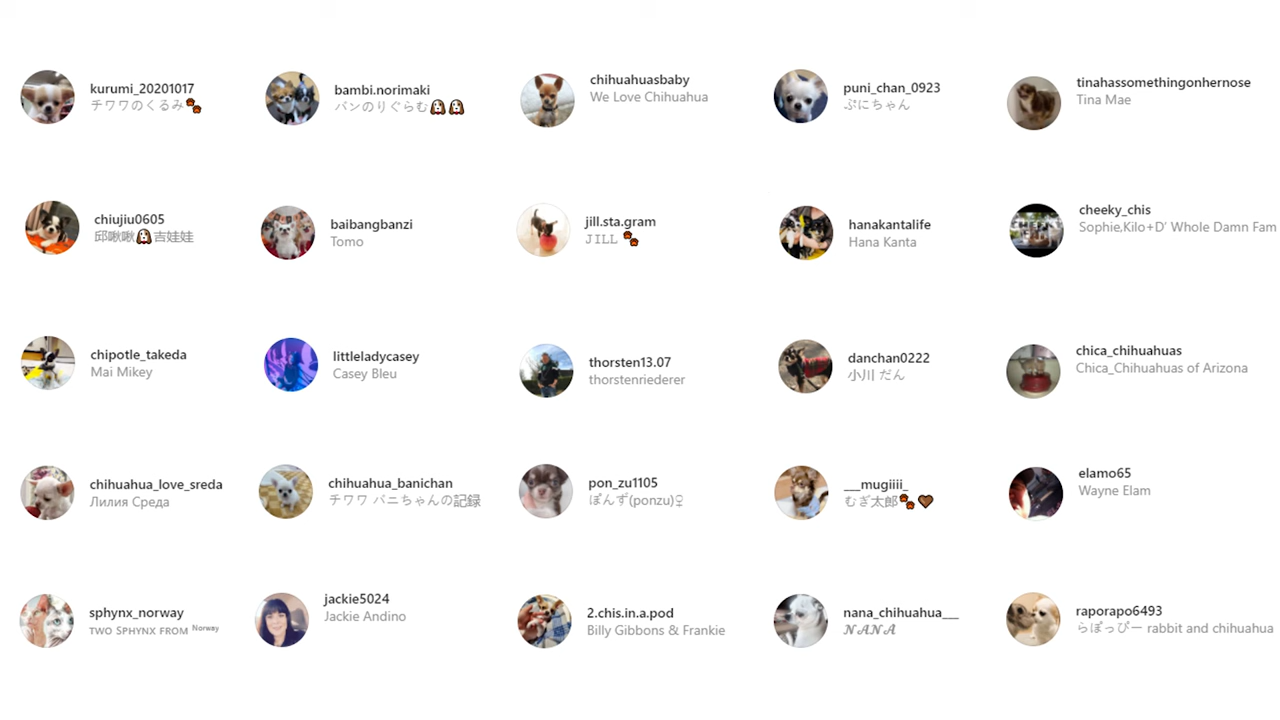 kurumi_20201017
チワワのくるみ🐾
bambi.norimaki
バンのりぐらむ🐶🐶
chihuahuasbaby
We Love Chihuahua
puni_chan_0923
ぷにちゃん
tinahassomethingonhernose
Tina Mae
chiujiu0605
邱啾啾🐶吉娃娃
baibangbanzi
Tomo
jill.sta.gram
𝙹𝙸𝙻𝙻 🐾
hanakantalife
Hana Kanta
cheeky_chis
Sophie,Kilo+D' Whole Damn Fam
chipotle_takeda
Mai Mikey
littleladycasey
Casey Bleu
thorsten13.07
thorstenriederer
danchan0222
小川 だん
chica_chihuahuas
Chica_Chihuahuas of Arizona
chihuahua_love_sreda
Лилия Среда
chihuahua_banichan
チワワ バニちゃんの記録
pon_zu1105
ぽんず(ponzu)♀
___mugiiii_
むぎ太郎🐾🤎
elamo65
Wayne Elam
sphynx_norway
ᴛᴡᴏ sᴘʜʏɴx ғʀᴏᴍ ᴺᵒʳʷᵃʸ
jackie5024
Jackie Andino
2.chis.in.a.pod
Billy Gibbons & Frankie
nana_chihuahua___
𝓝𝓐𝓝𝓐
raporapo6493
らぽっぴー rabbit and chihuahua